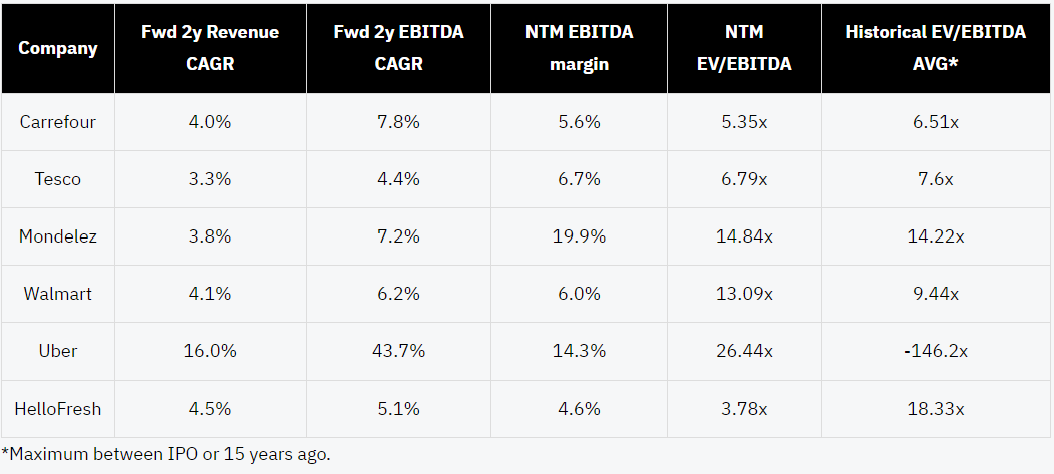 Company Fwd 2y Revenue CAGR Fwd 2y EBITDA CAGR NTM EBITDA margin NTM EV/EBITDA Historical EV/EBITDA AVG*
Carrefour 4.0% 7.8% 5.6% 5.35x 6.51x
Tesco 3.3% 4.4% 6.7% 6.79x 7.6x
Mondelez 3.8% 7.2% 19.9% 14.84x 14.22x
Walmart 4.1% 6.2% 6.0% 13.09x 9.44x
Uber 16.0% 43.7% 14.3% 26.44x -146.2x
HelloFresh 4.5% 5.1% 4.6% 3.78x 18.33x
*Maximum between IPO or 15 years ago.